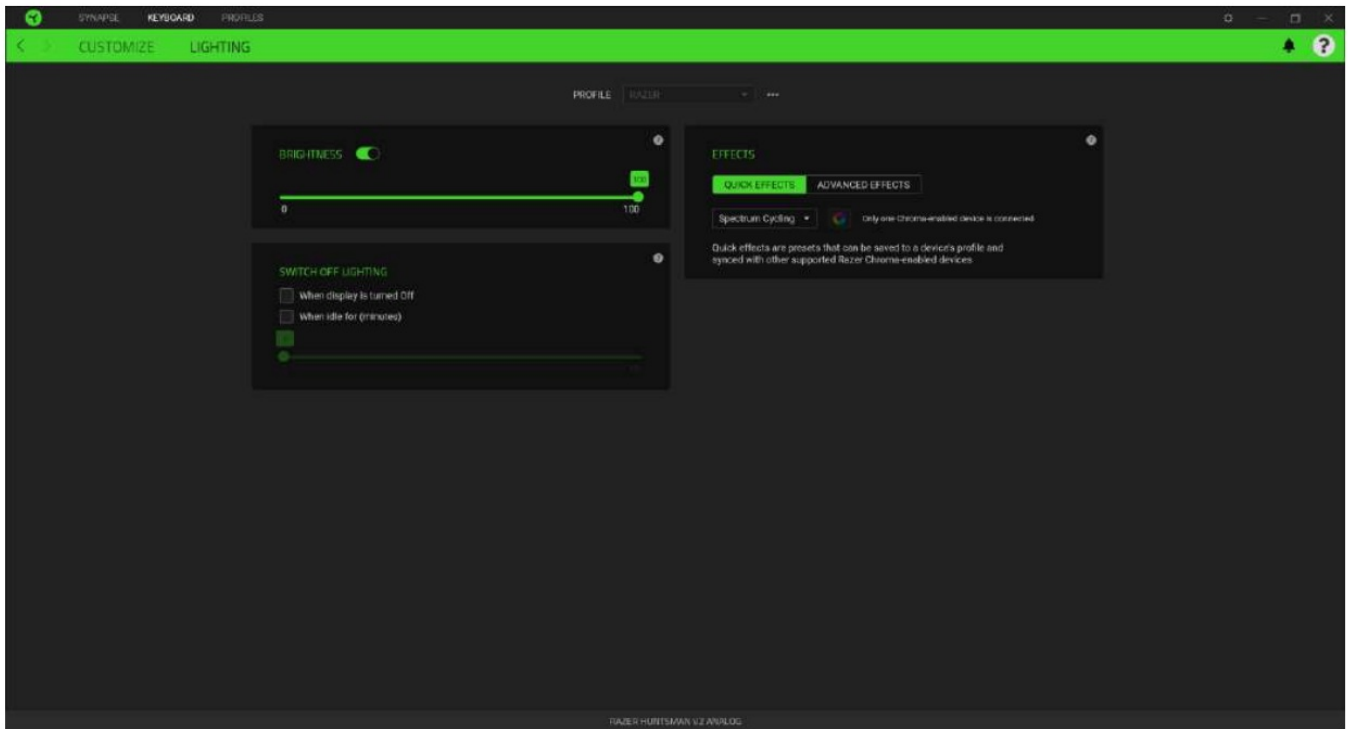 SYNAPSE KEYBOARD PROFILES
CUSTOMIZE LIGHTING
?
PROFILE RAZER •••
BRIGHTNESS
100
0 100
SWITCH OFF LIGHTING
When display is turned Off
When idle for (minutes)
EFFECTS
QUICK EFFECTS ADVANCED EFFECTS
Spectrum Cycling Only one Chroma-enabled device is connected
Quick effects are presets that can be saved to a device's profile and
synced with other supported Razer Chroma-enabled devices
RAZER HUNTSMAN V2 ANALOG